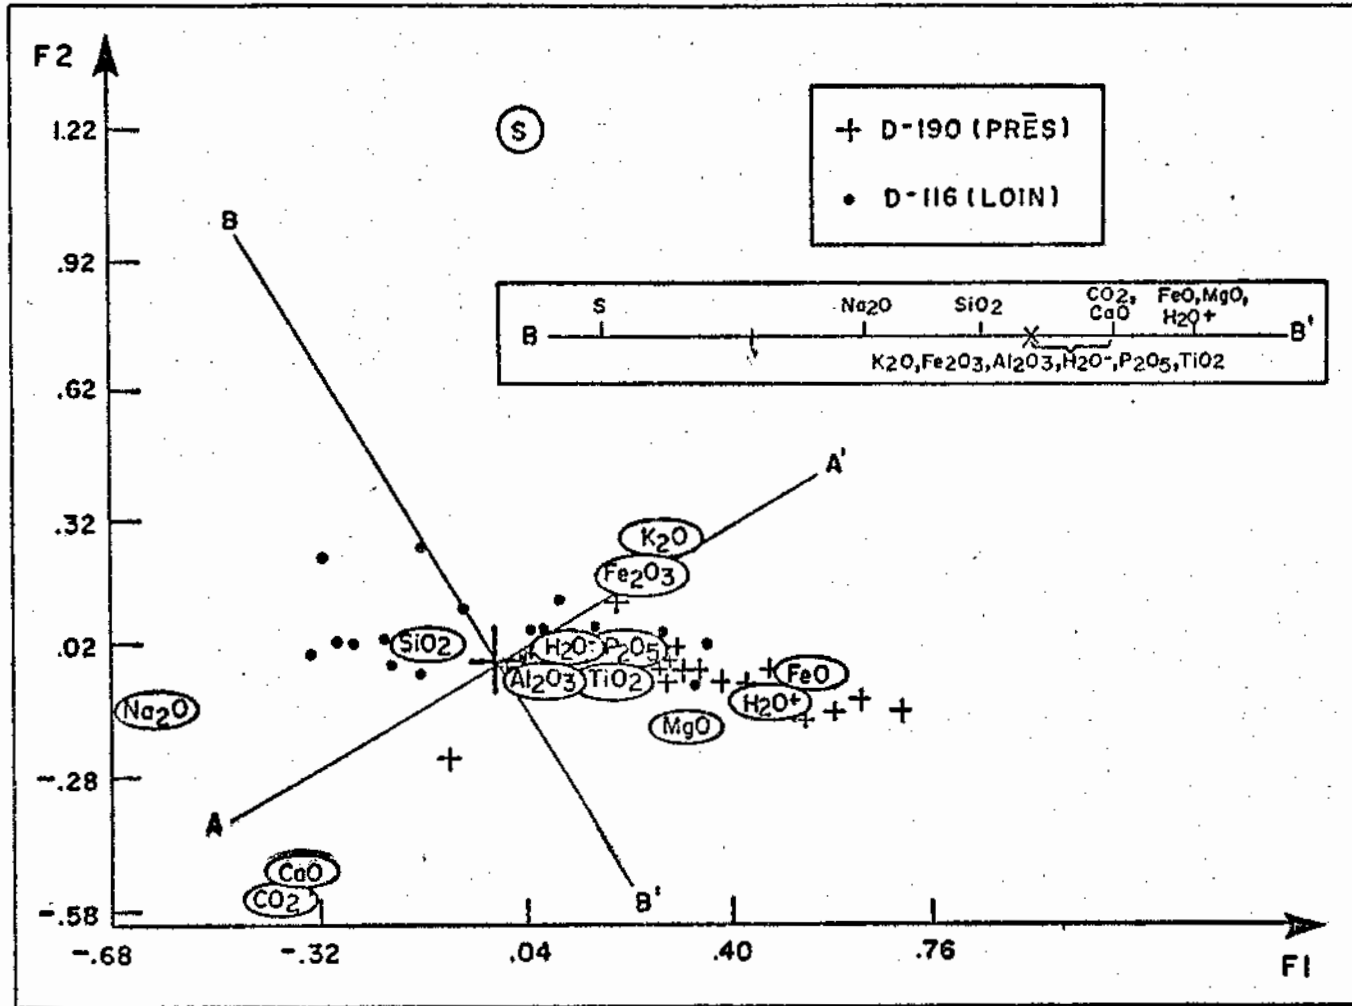 F2
1.22
.92
.62
.32
.02
-.28
-.58
-.68
-.32
.04
.40
.76
F1
S
+ D-190 (PRĒS)
• D-116 (LOIN)
S
Na2O
SiO2
CO2,
CaO
FeO,MgO,
H2O+
B
B'
K2O,Fe2O3,Al2O3,H2O-,P2O5,TiO2
B
A'
K2O
Fe2O3
SiO2
H2O-
P2O5
Al2O3
TiO2
FeO
H2O+
MgO
Na2O
A
CaO
CO2
B'